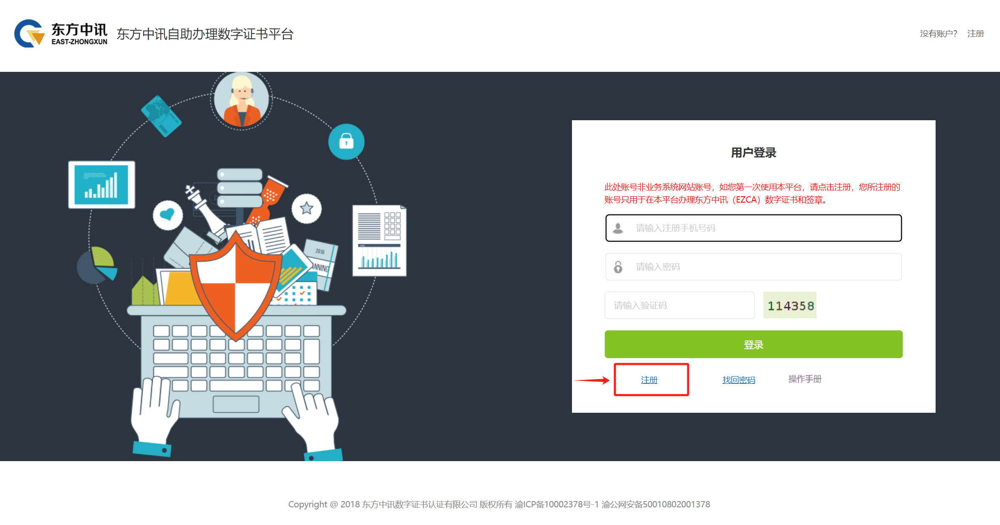 东方中讯
EAST-ZHONGXUN
东方中讯自助办理数字证书平台
没有账户? 注册
2018
用户登录
此处账号非业务系统网站账号，如您第一次使用本平台，请点击注册，您所注册的
账号只用于在本平台办理东方中讯（EZCA）数字证书和签章。
请输入注册手机号码
请输入密码
请输入验证码
114358
登录
注册 找回密码 操作手册
Copyright @ 2018 东方中讯数字证书认证有限公司 版权所有 渝ICP备10002378号-1 渝公网安备50010802001378